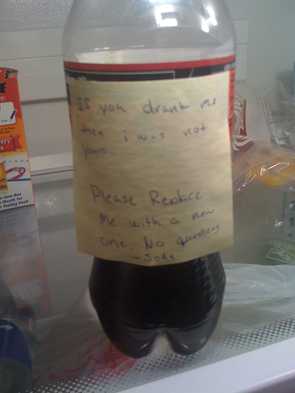 If you drank me
then i was not
yours.
Please Replace
Me with a new
one. No questions
- Soda